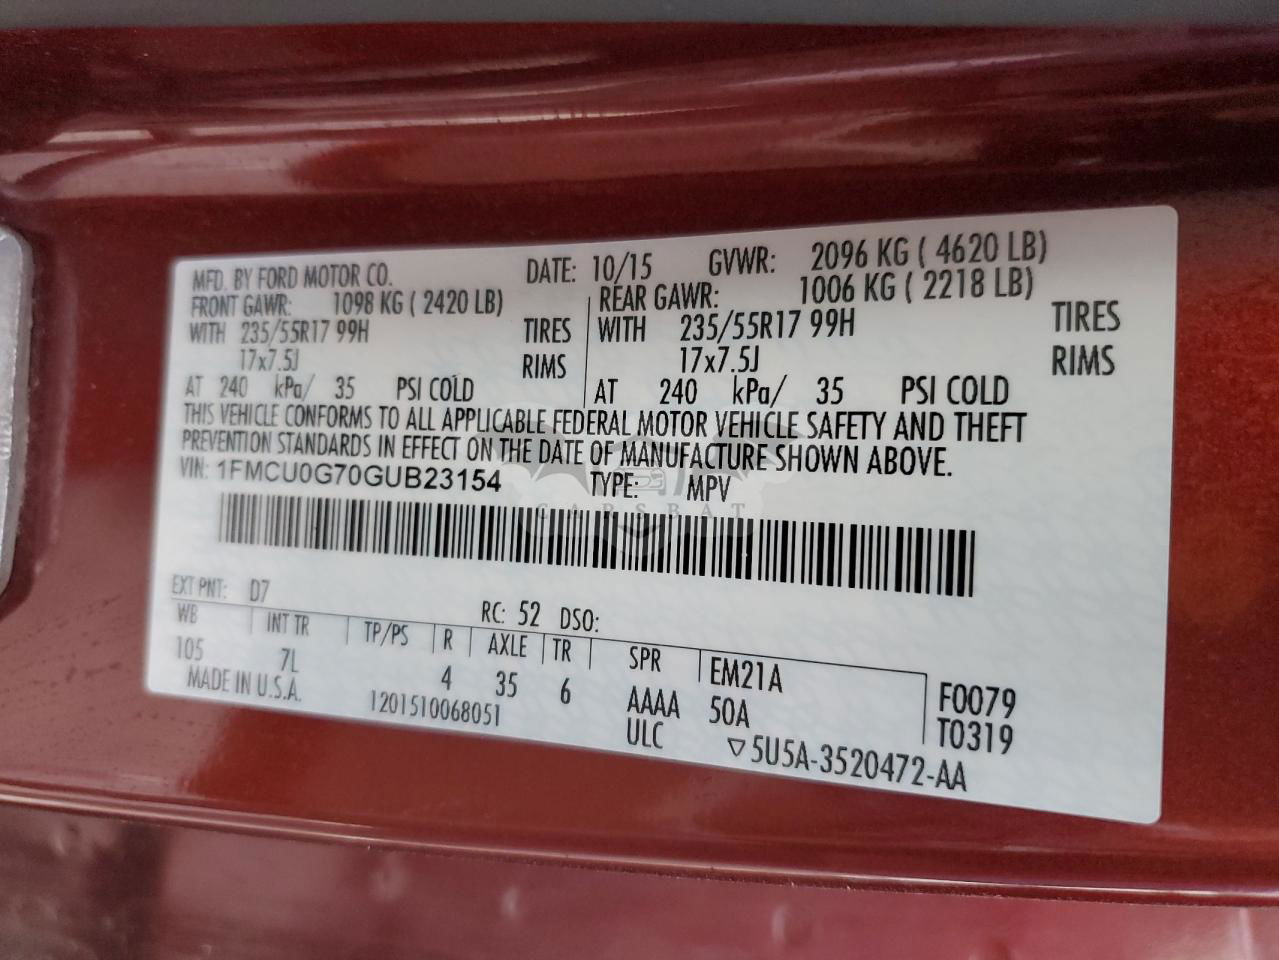 MFD. BY FORD MOTOR CO. DATE: 10/15 GVWR: 2096 KG ( 4620 LB)
FRONT GAWR: 1098 KG ( 2420 LB) REAR GAWR: 1006 KG ( 2218 LB)
WITH 235/55R17 99H TIRES WITH 235/55R17 99H TIRES
17x7.5J RIMS 17x7.5J RIMS
AT 240 kPa/ 35 PSI COLD AT 240 kPa/ 35 PSI COLD
THIS VEHICLE CONFORMS TO ALL APPLICABLE FEDERAL MOTOR VEHICLE SAFETY AND THEFT
PREVENTION STANDARDS IN EFFECT ON THE DATE OF MANUFACTURE SHOWN ABOVE.
VIN: 1FMCU0G70GUB23154 TYPE: MPV
CARSBAT
EXT PNT: D7 RC: 52 DSO:
WB INT TR TP/PS R AXLE TR SPR EM21A
105 7L 4 35 6 AAAA 50A F0079
MADE IN U.S.A. 1201510068051 ULC T0319
▽5U5A-3520472-AA